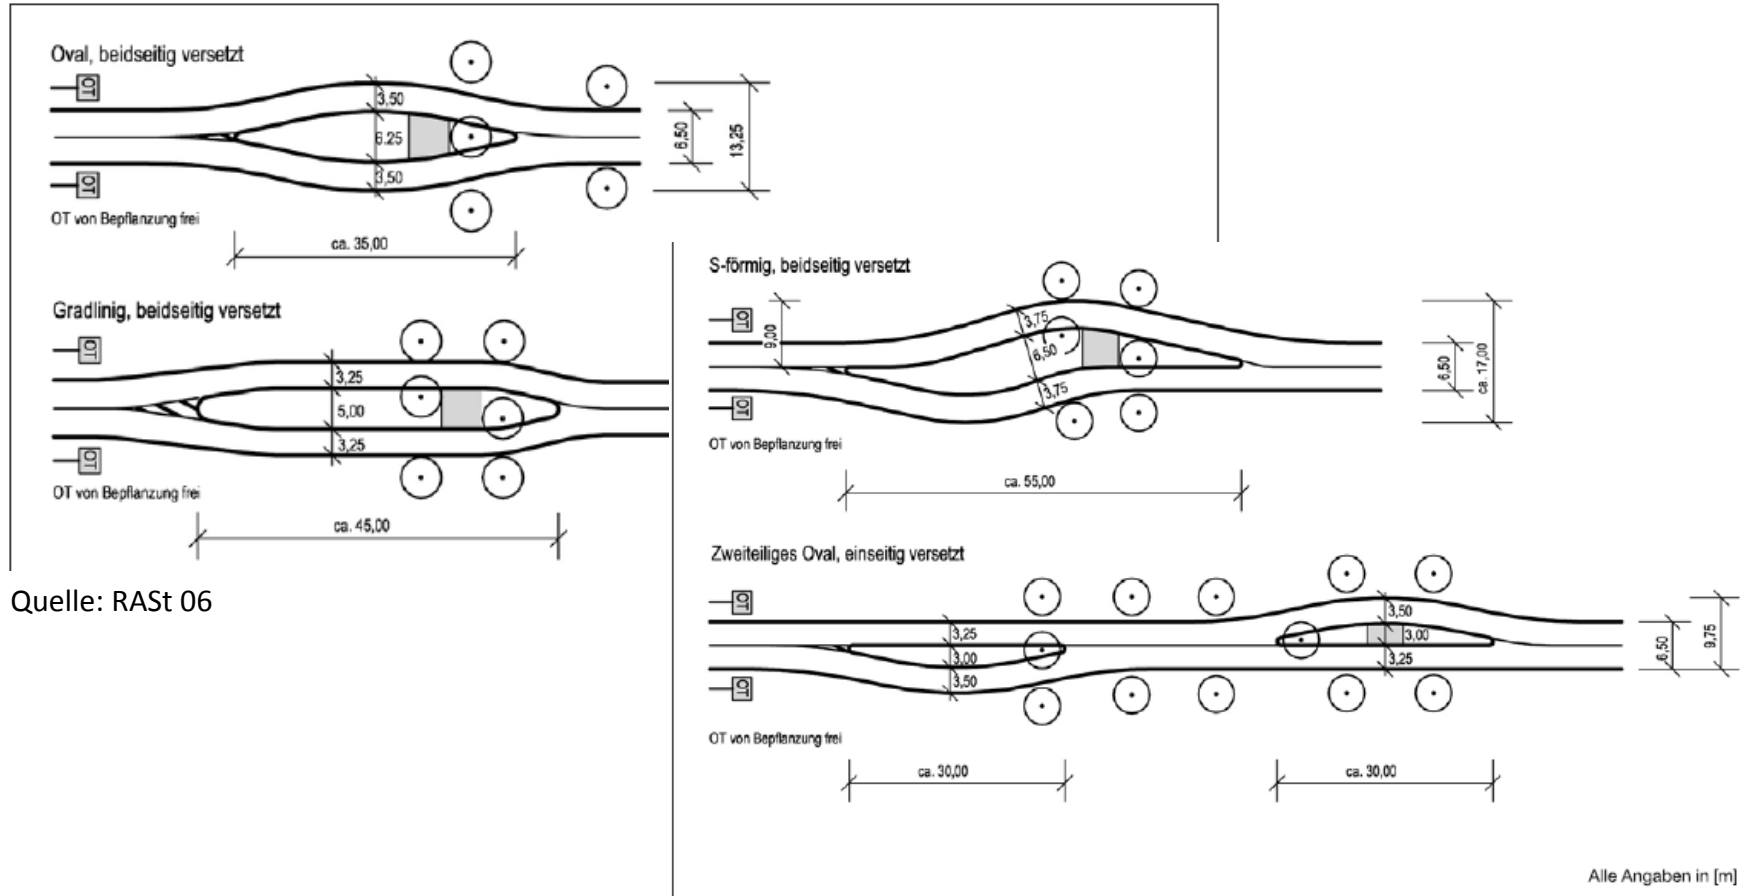 Oval, beidseitig versetzt
OT
3,50
6.25
3,50
6,50
13,25
OT
OT von Bepflanzung frei
ca. 35,00
Gradlinig, beidseitig versetzt
OT
3,25
5,00
3,25
OT
OT von Bepflanzung frei
ca. 45,00
Quelle: RASt 06
S-förmig, beidseitig versetzt
OT
9,00
3,75
6,50
3,75
6,50
ca. 17,00
OT
OT von Bepflanzung frei
ca. 55,00
Zweiteiliges Oval, einseitig versetzt
OT
3,25
3,00
3,50
3,50
3,00
3,25
6,50
9,75
OT
OT von Bepflanzung frei
ca. 30,00
ca. 30,00
Alle Angaben in [m]